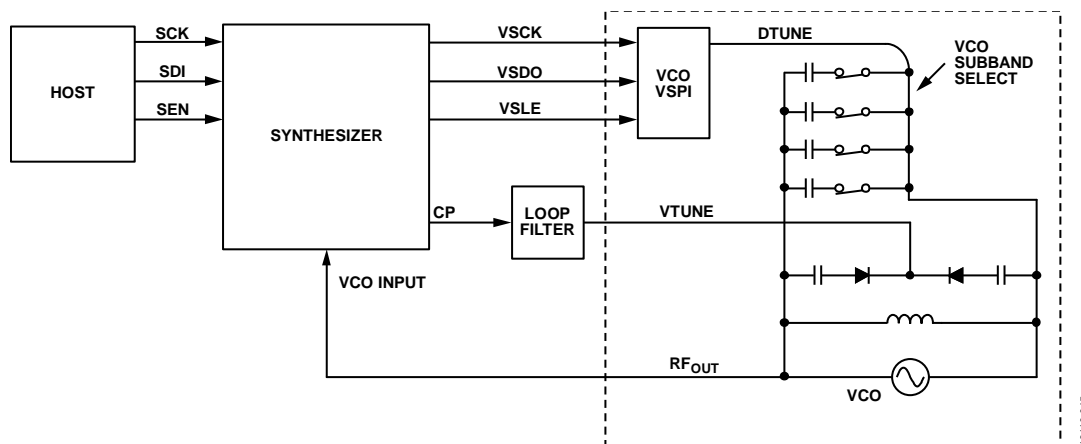 SCK
SDI
SEN
HOST
SYNTHESIZER
VSCK
VSDO
VSLE
VCO
VSPI
DTUNE
VCO
SUBBAND
SELECT
CP
LOOP
FILTER
VTUNE
VCO INPUT
RFOUT
VCO